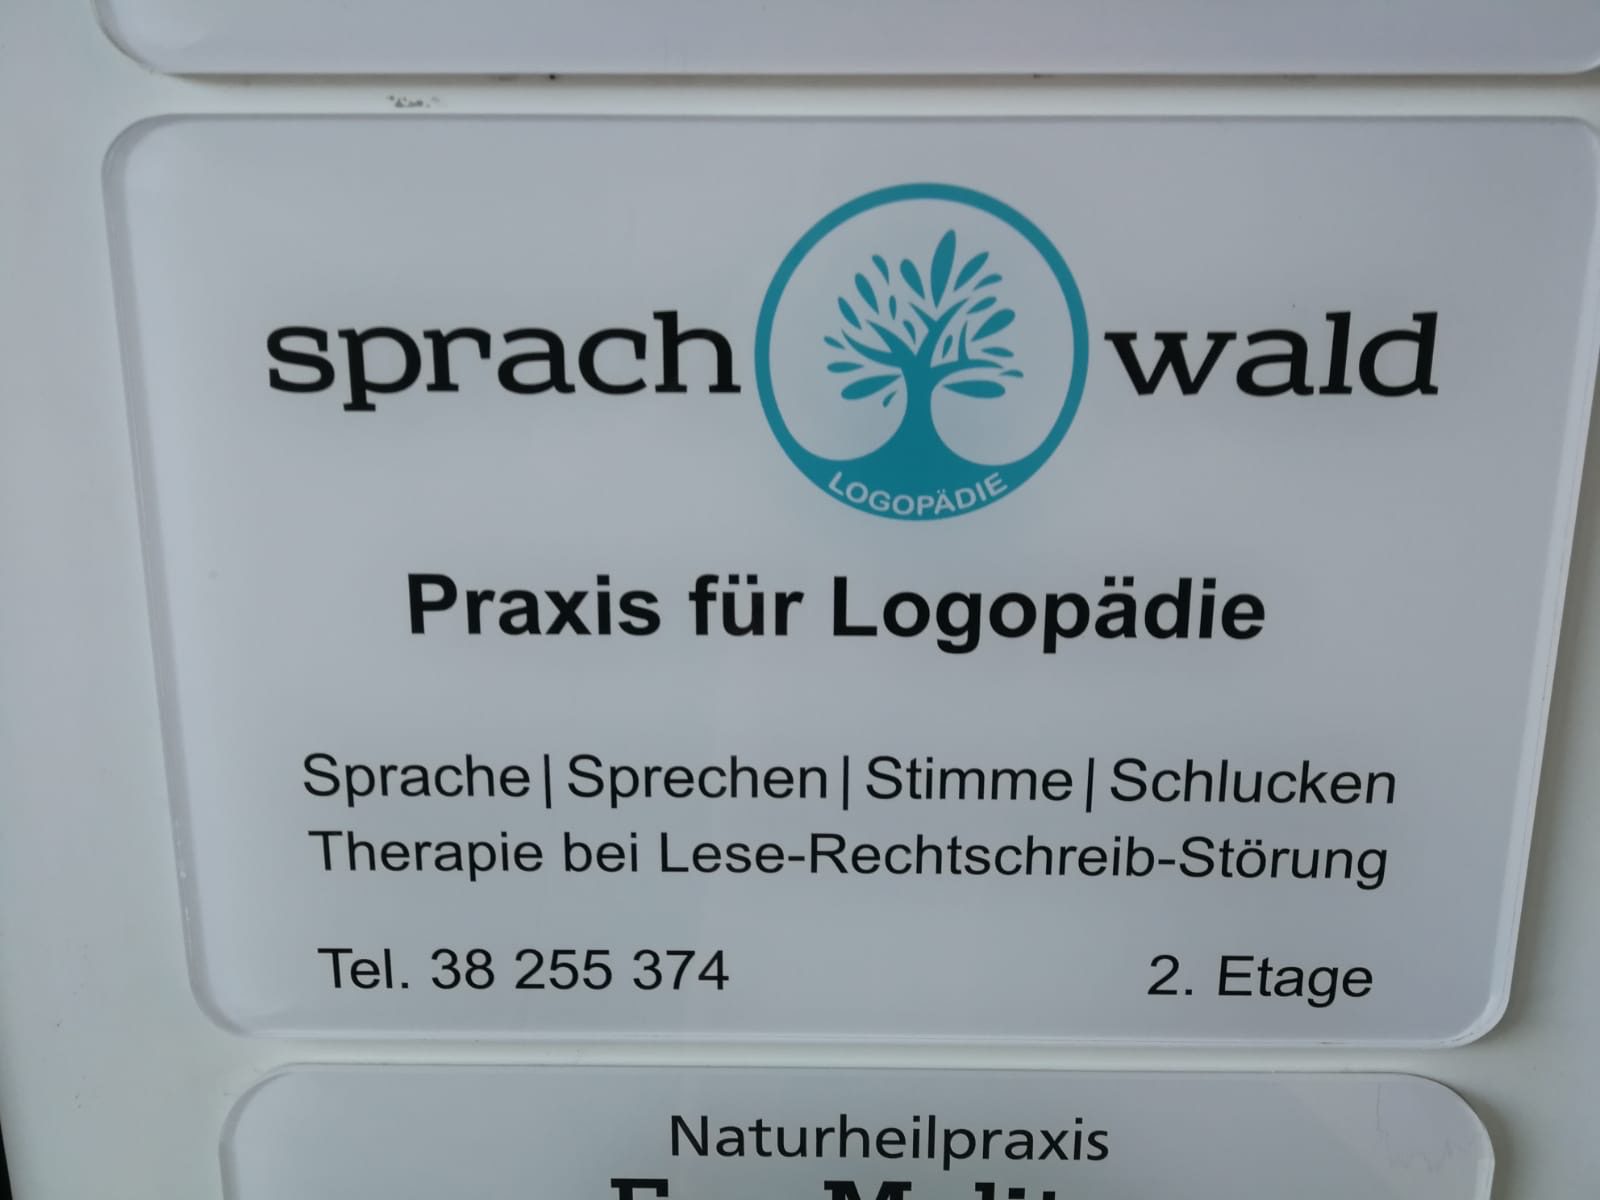 sprach wald
LOGOPÄDIE
Praxis für Logopädie
Sprache | Sprechen | Stimme | Schlucken
Therapie bei Lese-Rechtschreib-Störung
Tel. 38 255 374 2. Etage
Naturheilpraxis